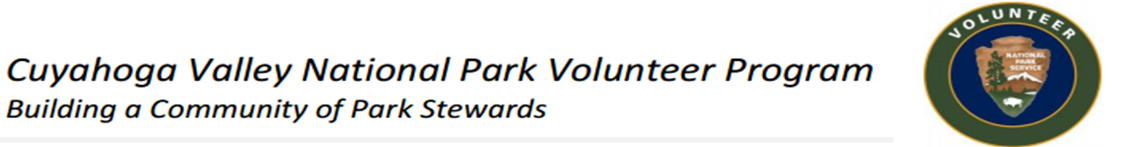 Cuyahoga Valley National Park Volunteer Program
Building a Community of Park Stewards
VOLUNTEER
NATIONAL
PARK
SERVICE